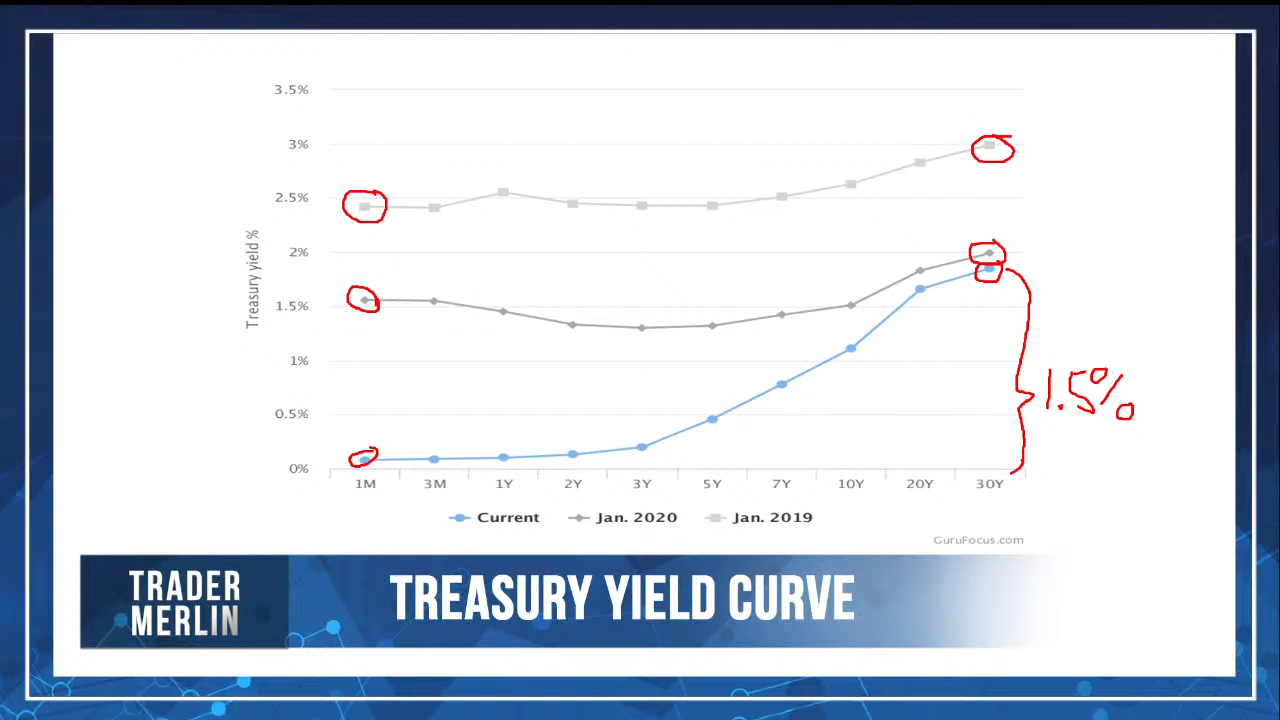 3.5%
3%
2.5%
2%
1.5%
1%
0.5%
0%
Treasury yield %
1.5%
1M 3M 1Y 2Y 3Y 5Y 7Y 10Y 20Y 30Y
Current Jan. 2020 Jan. 2019
GuruFocus.com
TRADER
MERLIN
TREASURY YIELD CURVE